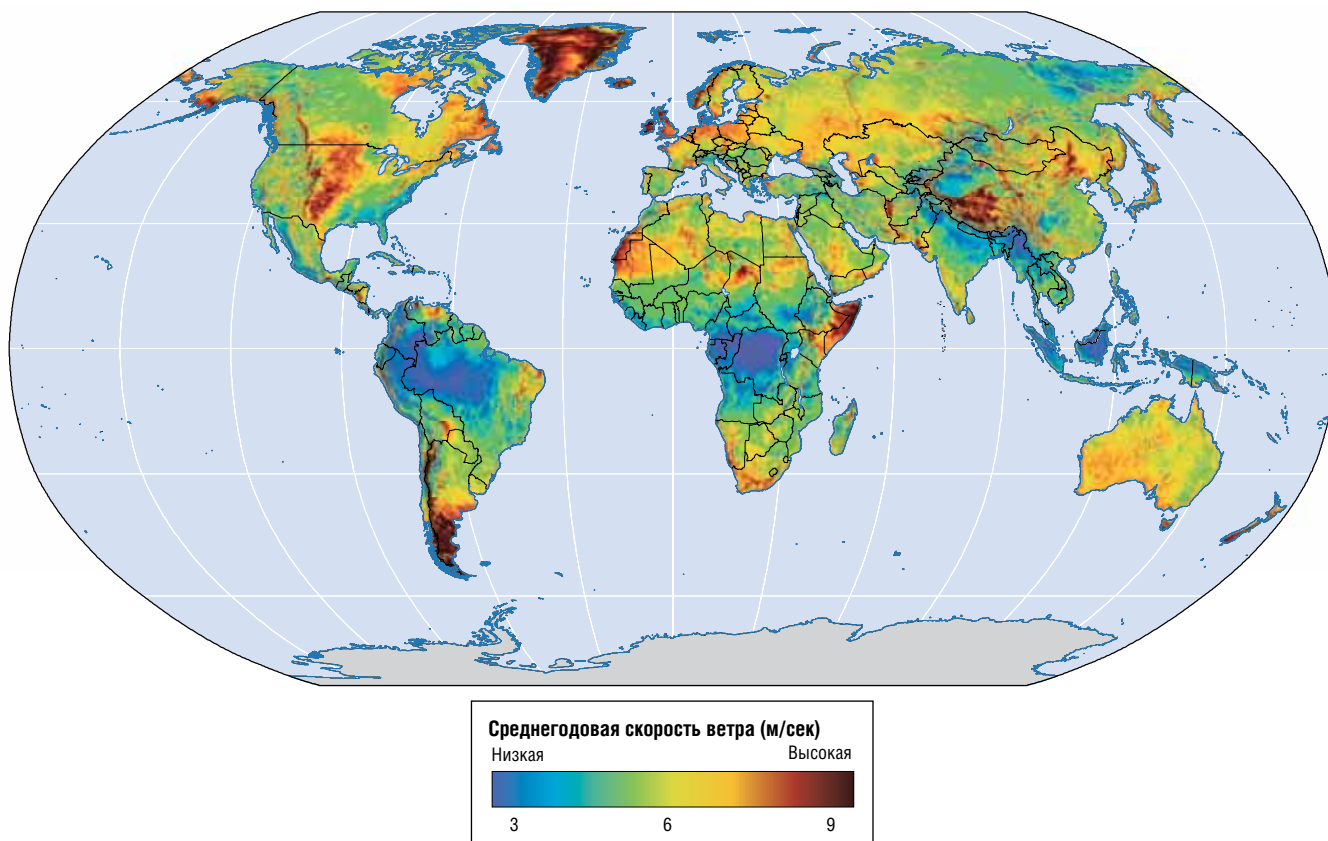 Среднегодовая скорость ветра (м/сек)
Низкая Высокая
3 6 9